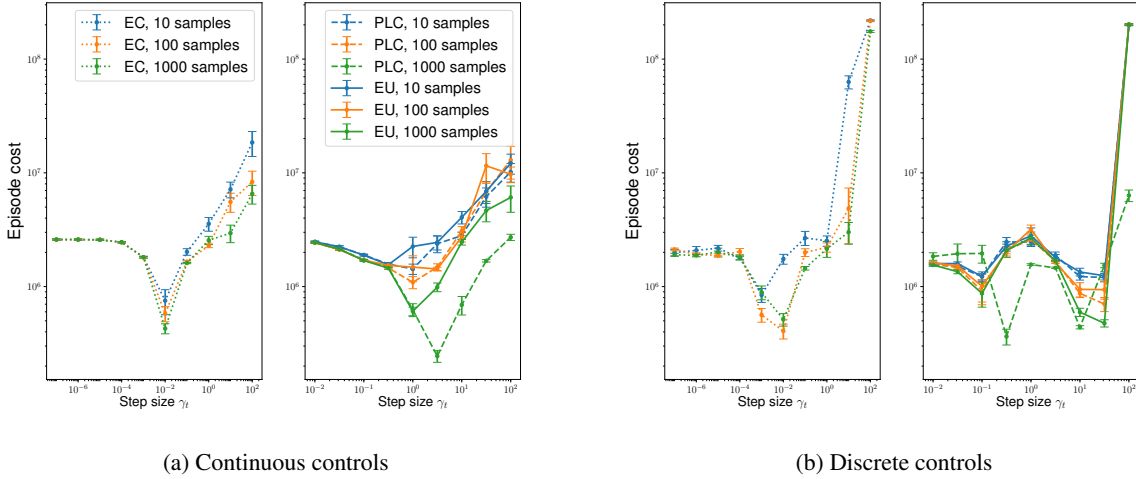 EC, 10 samples
EC, 100 samples
EC, 1000 samples
10⁸
10⁷
10⁶
Episode cost
10⁻⁶ 10⁻⁴ 10⁻² 10⁰ 10²
Step size γₜ
PLC, 10 samples
PLC, 100 samples
PLC, 1000 samples
EU, 10 samples
EU, 100 samples
EU, 1000 samples
10⁸
10⁷
10⁶
10⁻² 10⁻¹ 10⁰ 10¹ 10²
Step size γₜ
(a) Continuous controls
10⁸
10⁷
10⁶
Episode cost
10⁻⁶ 10⁻⁴ 10⁻² 10⁰ 10²
Step size γₜ
10⁸
10⁷
10⁶
10⁻² 10⁻¹ 10⁰ 10¹ 10²
Step size γₜ
(b) Discrete controls